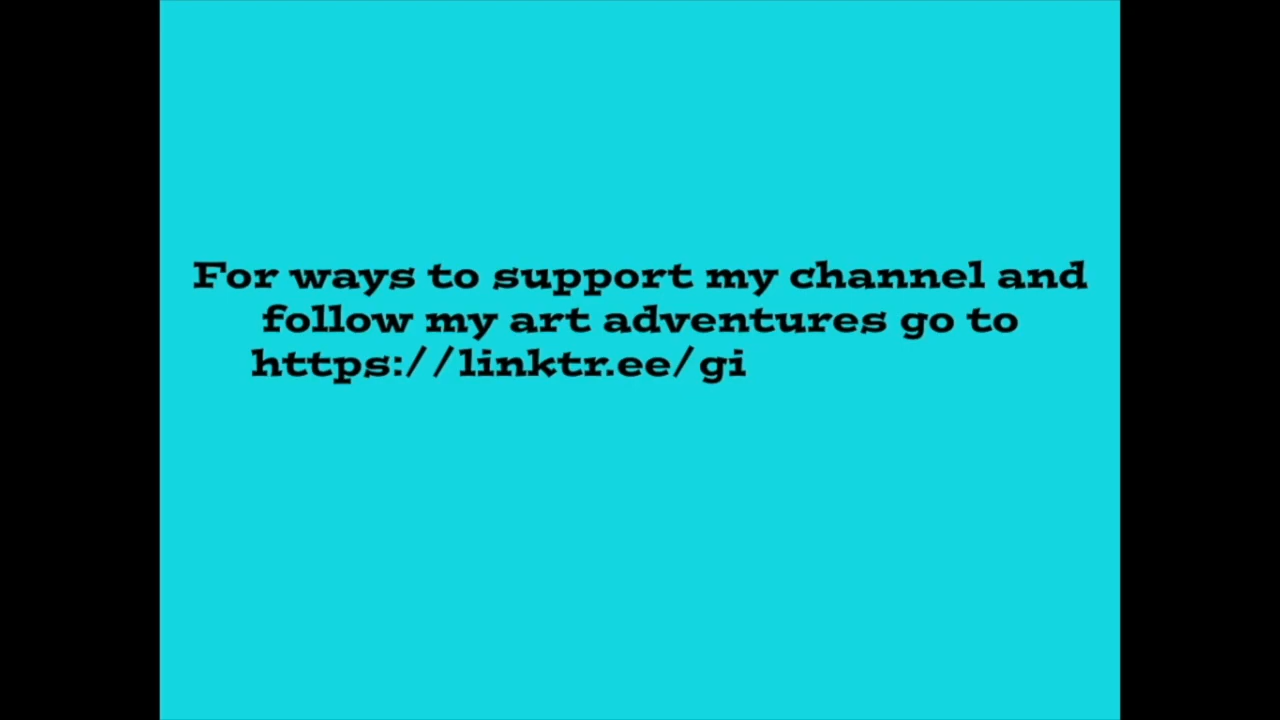 For ways to support my channel and
follow my art adventures go to
https://linktr.ee/gi